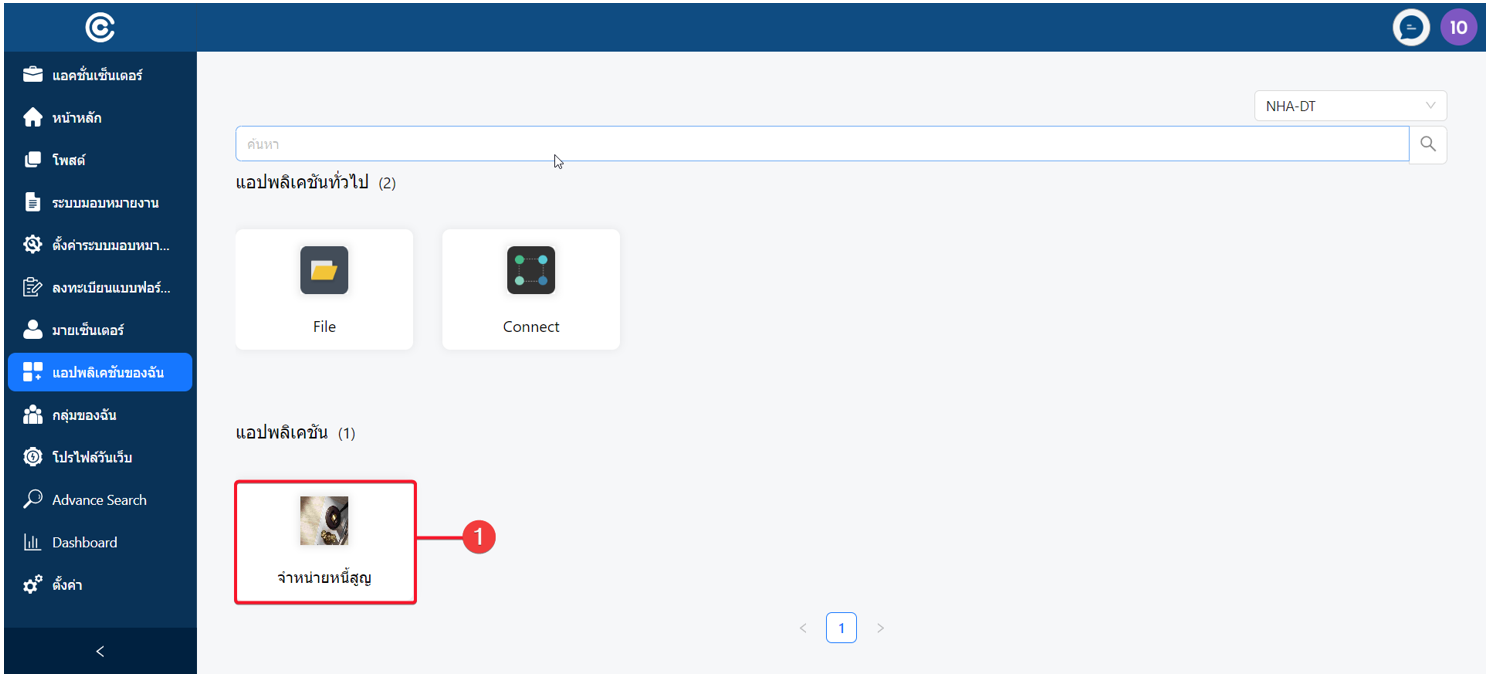 10
แอคชั่นเซ็นเตอร์
หน้าหลัก
โพสต์
ระบบมอบหมายงาน
ตั้งค่าระบบมอบหมา...
ลงทะเบียนแบบฟอร์...
มายเซ็นเตอร์
แอปพลิเคชันของฉัน
กลุ่มของฉัน
โปรไฟล์วันเว็บ
Advance Search
Dashboard
ตั้งค่า
NHA-DT
ค้นหา
แอปพลิเคชันทั่วไป (2)
File
Connect
แอปพลิเคชัน (1)
1
จำหน่ายหนี้สูญ
1